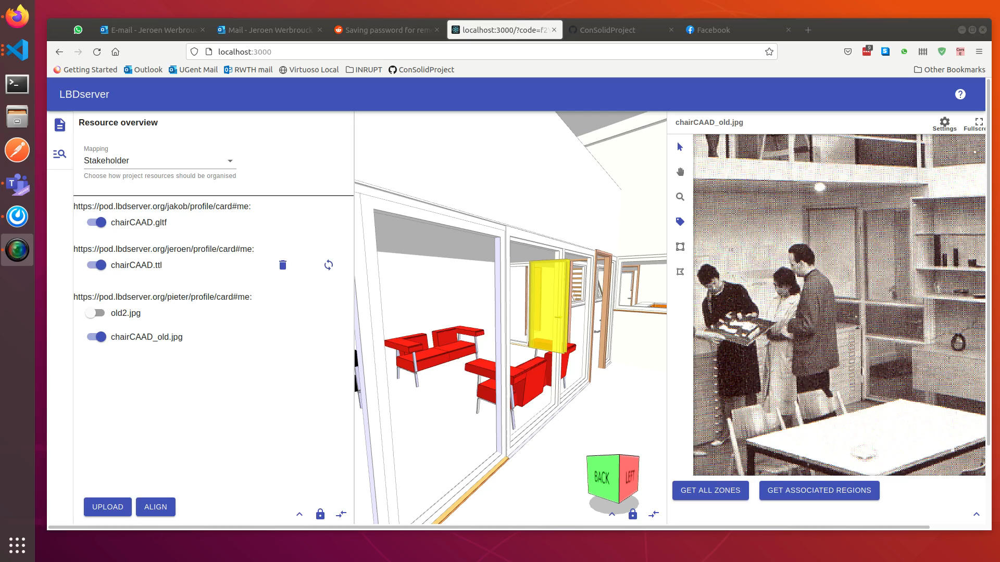 E-mail - Jeroen Werbrouc
Mail - Jeroen Werbrouck
Saving password for rem
localhost:3000/?code=f2
ConSolidProject
Facebook
localhost:3000
9
Getting Started
Outlook
UGent Mail
RWTH mail
Virtuoso Local
INRUPT
ConSolidProject
Other Bookmarks
LBDserver
Resource overview
Mapping
Stakeholder
Choose how project resources should be organised
https://pod.lbdserver.org/jakob/profile/card#me:
chairCAAD.gltf
https://pod.lbdserver.org/jeroen/profile/card#me:
chairCAAD.ttl
https://pod.lbdserver.org/pieter/profile/card#me:
old2.jpg
chairCAAD_old.jpg
UPLOAD
ALIGN
BACK
LEFT
chairCAAD_old.jpg
Settings
Fullscre
GET ALL ZONES
GET ASSOCIATED REGIONS